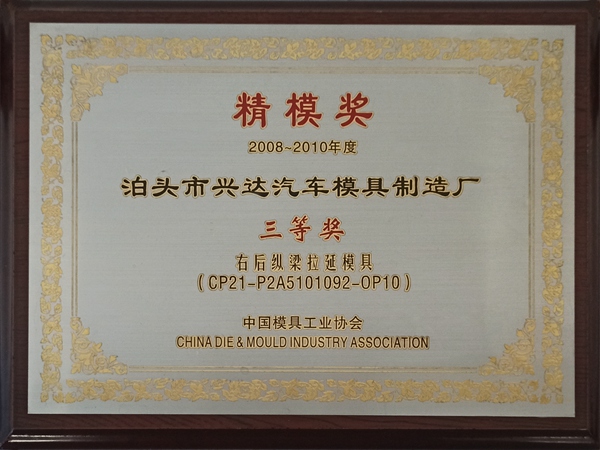 精模奖
2008~2010年度
泊头市兴达汽车模具制造厂
三等奖
右后纵梁拉延模具
(CP21-P2A5101092-OP10)
中国模具工业协会
CHINA DIE & MOULD INDUSTRY ASSOCIATION